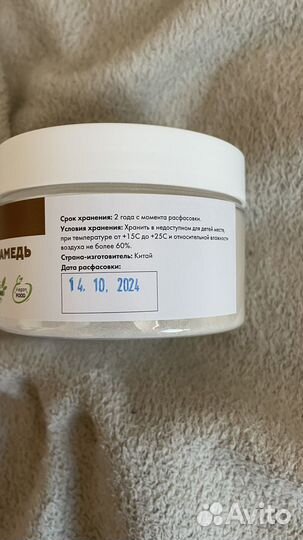 АМЕДЬ
Vegan
FOOD
Срок хранения: 2 года с момента расфасовки.
Условия хранения: Хранить в недоступном для детей месте,
при температуре от +15С до +25С и относительной влажности
воздуха не более 60%.
Страна-изготовитель: Китай
Дата расфасовки:
14. 10. 2024
Avito